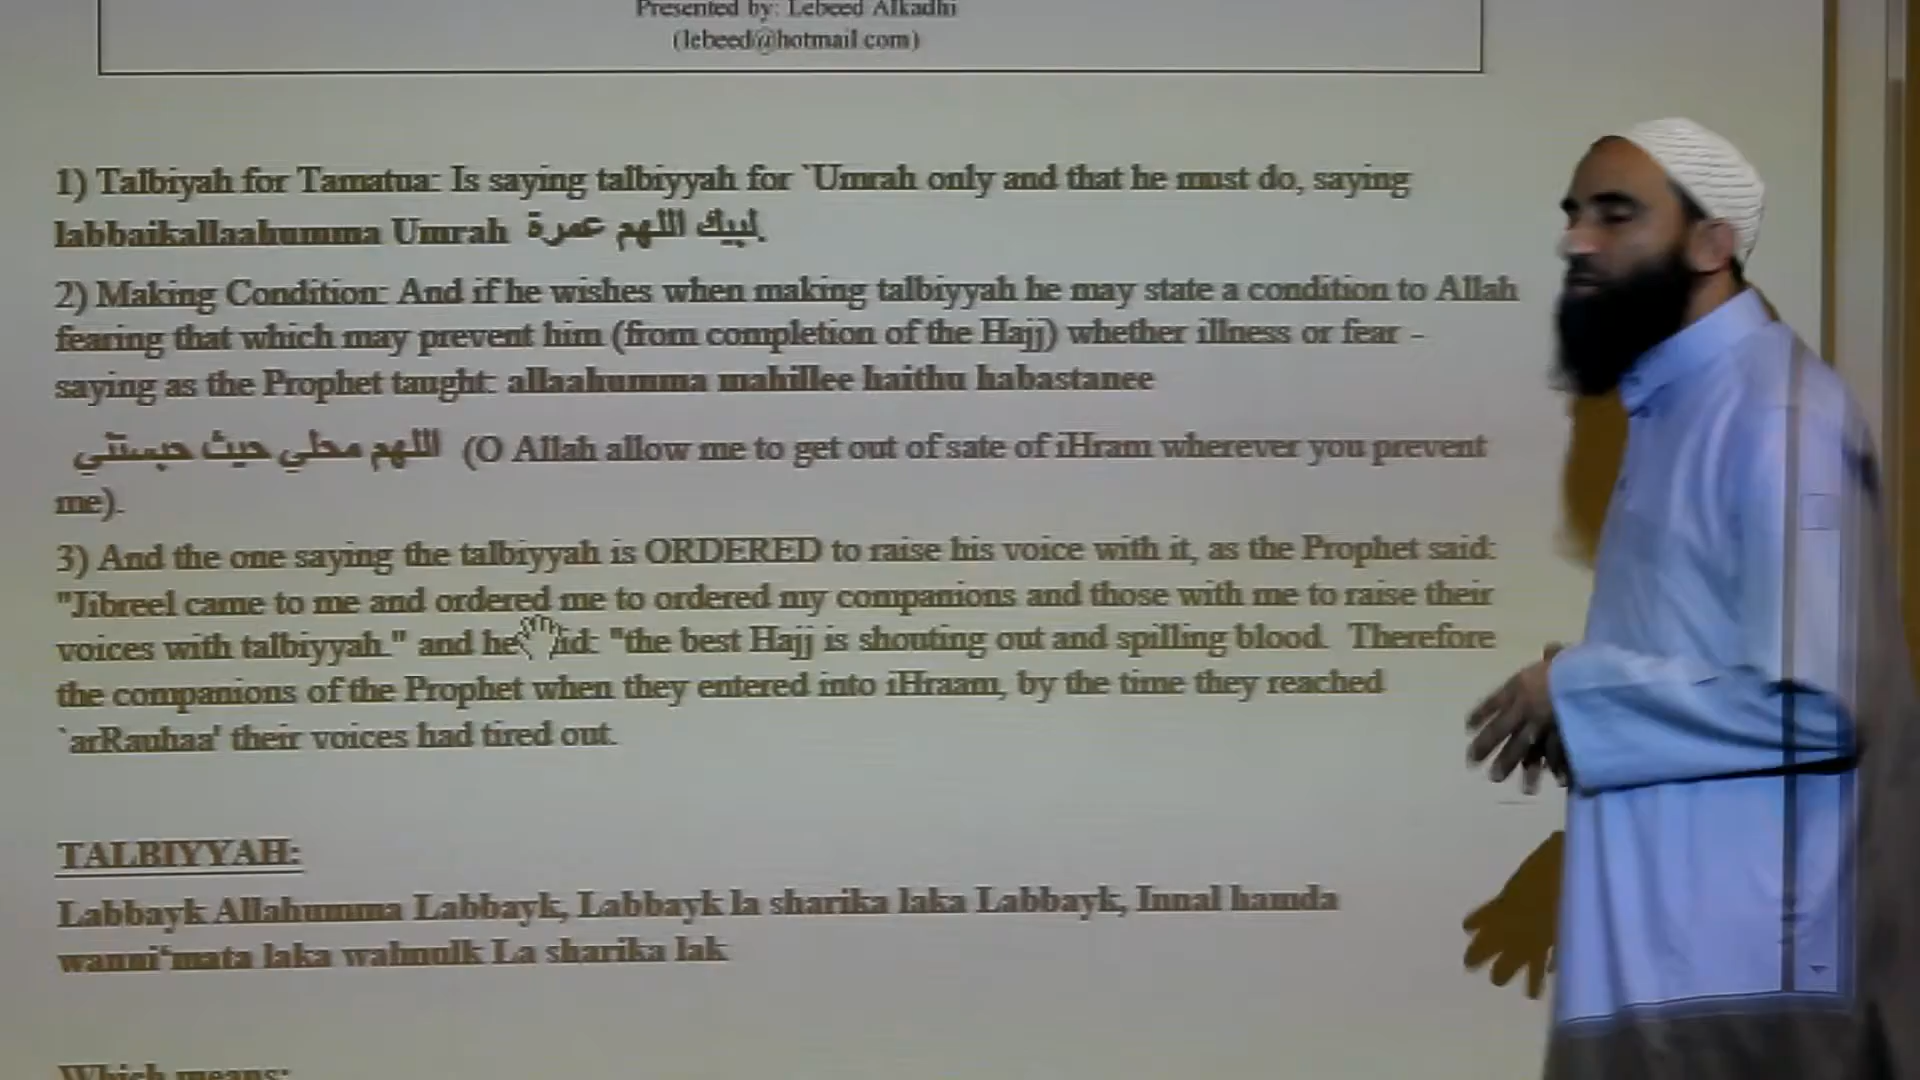 Presented by: Lebeed Alkadhi
(lebeed@hotmail.com)
1) Talbiyah for Tamatua: Is saying talbiyyah for `Umrah only and that he must do, saying
labbaikallaahumma Umrah لبيك اللهم عمرة
2) Making Condition: And if he wishes when making talbiyyah he may state a condition to Allah
fearing that which may prevent him (from completion of the Hajj) whether illness or fear -
saying as the Prophet taught: allaahumma mahillee haithu habastanee
اللهم محلي حيث حبستني (O Allah allow me to get out of sate of iHram wherever you prevent
me).
3) And the one saying the talbiyyah is ORDERED to raise his voice with it, as the Prophet said:
"Jibreel came to me and ordered me to ordered my companions and those with me to raise their
voices with talbiyyah." and he id: "the best Hajj is shouting out and spilling blood. Therefore
the companions of the Prophet when they entered into iHraam, by the time they reached
`arRauhaa' their voices had tired out.
TALBIYYAH:
Labbayk Allahumma Labbayk, Labbayk la sharika laka Labbayk, Innal hamda
wanni‘mata laka walmulk La sharika lak
Which means: